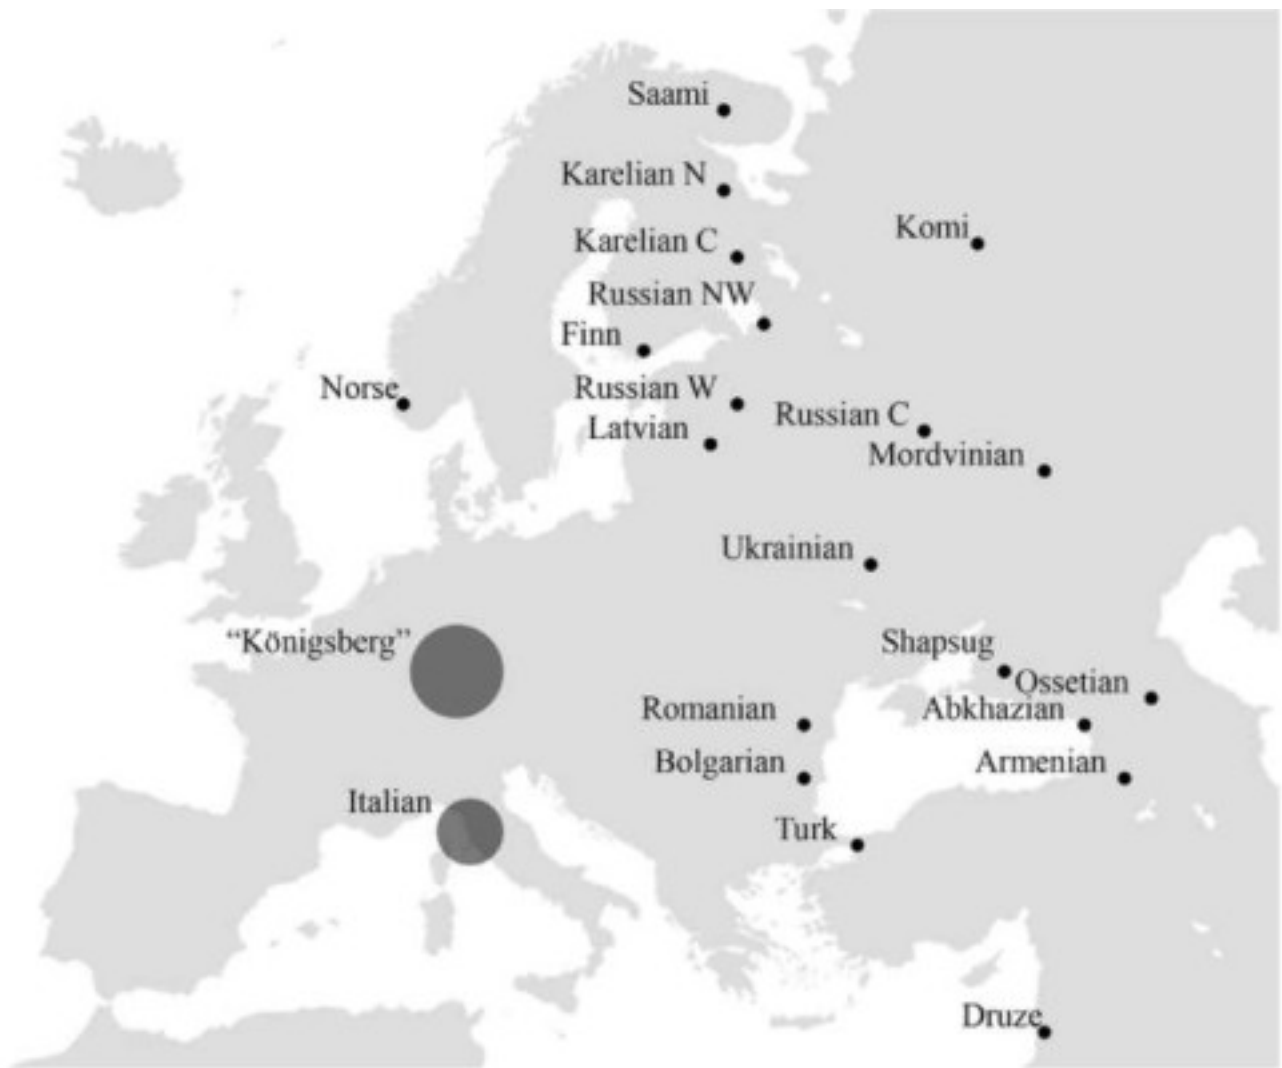 Saami
Karelian N
Komi
Karelian C
Russian NW
Finn
Norse
Russian W
Russian C
Latvian
Mordvinian
Ukrainian
“Königsberg”
Shapsug
Ossetian
Romanian
Abkhazian
Bolgarian
Armenian
Italian
Turk
Druze